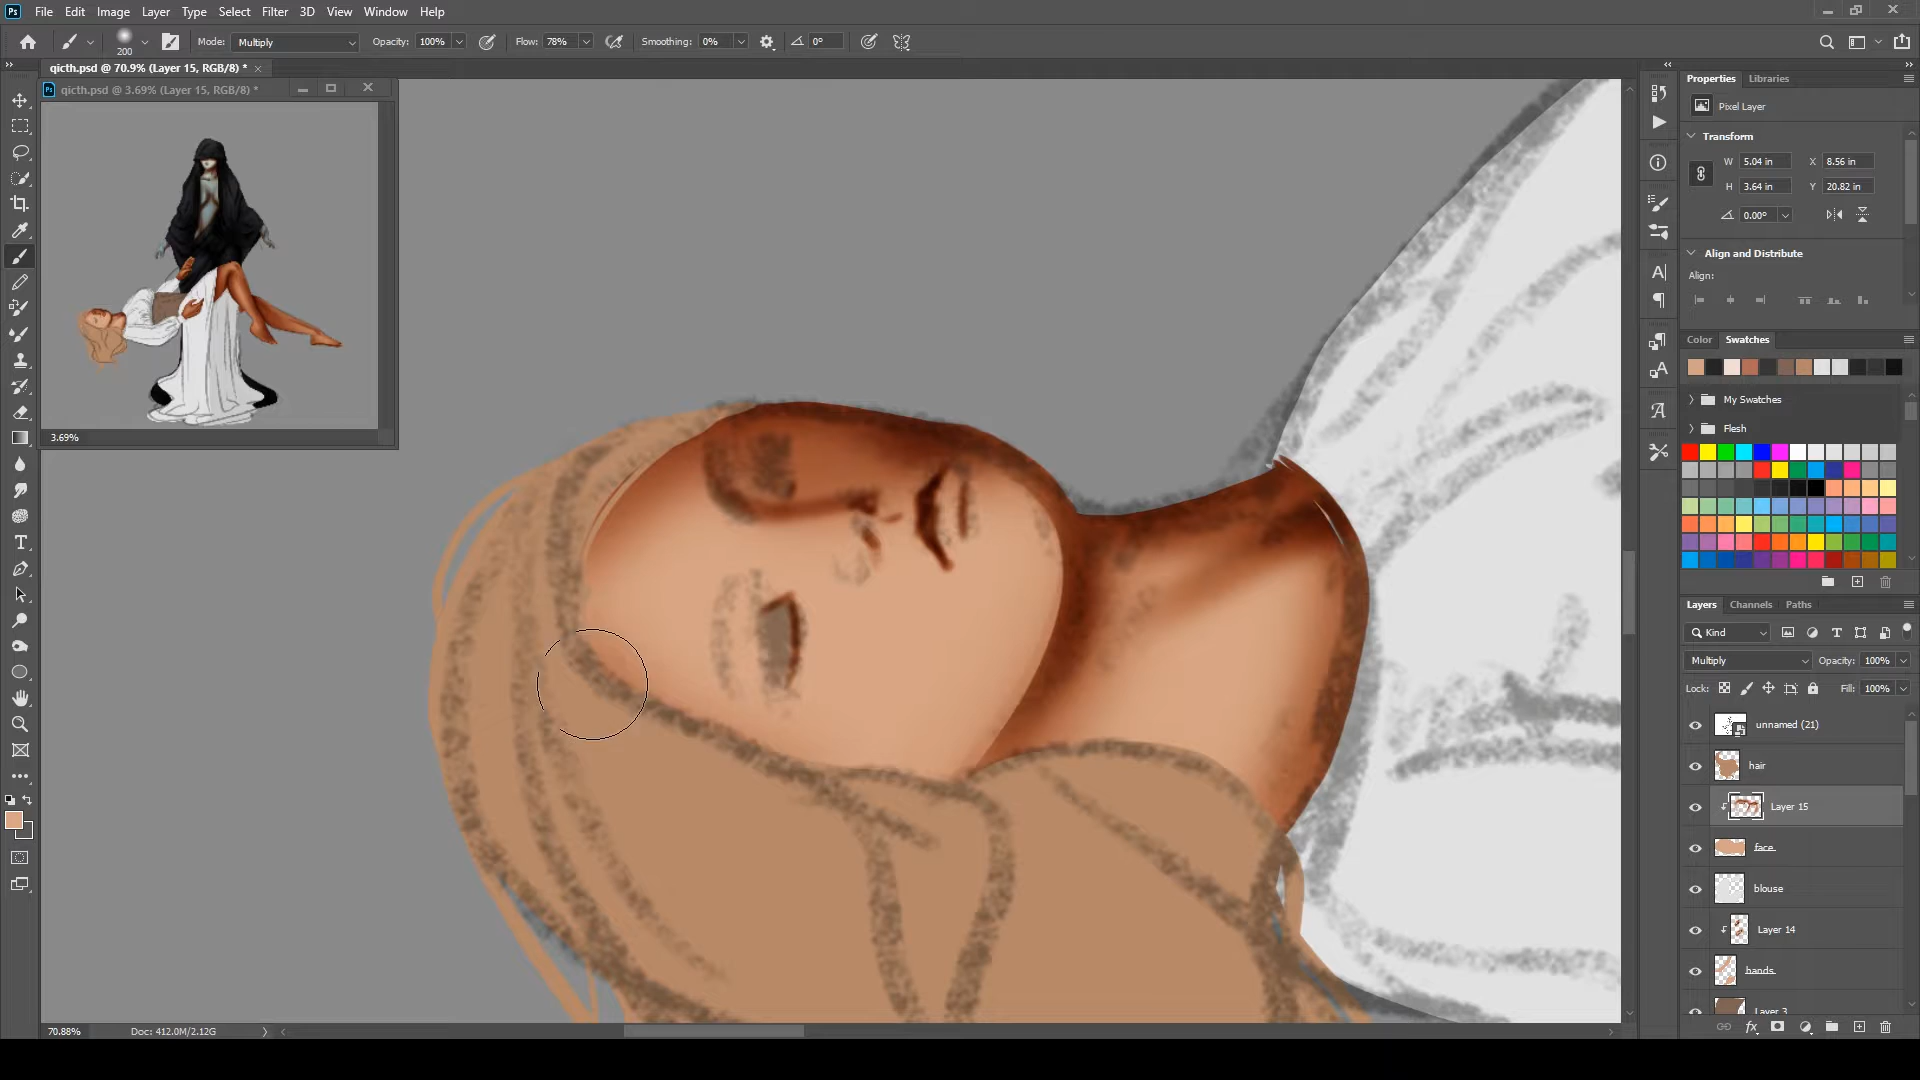 File Edit Image Layer Type Select Filter 3D View Window Help
200 Mode: Multiply Opacity: 100% Flow: 78% Smoothing: 0% 0°
qicth.psd @ 70.9% (Layer 15, RGB/8) *
qicth.psd @ 3.69% (Layer 15, RGB/8) *
3.69%
Properties Libraries
Pixel Layer
Transform
W 5.04 in X 8.56 in
H 3.64 in Y 20.82 in
0.00°
Align and Distribute
Align:
Color Swatches
My Swatches
Flesh
Layers Channels Paths
Kind
Multiply Opacity: 100%
Lock: Fill: 100%
unnamed (21)
hair
Layer 15
face
blouse
Layer 14
hands
Layer 3
70.88% Doc: 412.0M/2.12G